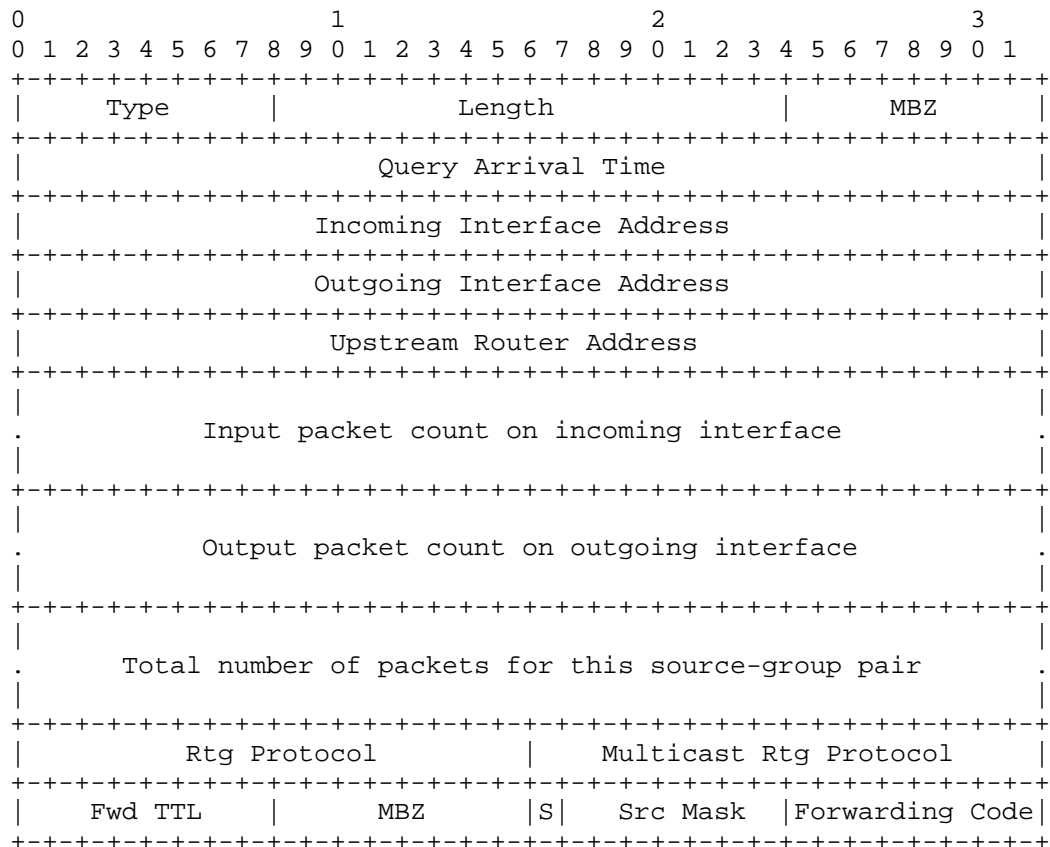 0                   1                   2                   3
0 1 2 3 4 5 6 7 8 9 0 1 2 3 4 5 6 7 8 9 0 1 2 3 4 5 6 7 8 9 0 1
+-+-+-+-+-+-+-+-+-+-+-+-+-+-+-+-+-+-+-+-+-+-+-+-+-+-+-+-+-+-+-+-+
|     Type      |           Length              |      MBZ      |
+-+-+-+-+-+-+-+-+-+-+-+-+-+-+-+-+-+-+-+-+-+-+-+-+-+-+-+-+-+-+-+-+
|                      Query Arrival Time                       |
+-+-+-+-+-+-+-+-+-+-+-+-+-+-+-+-+-+-+-+-+-+-+-+-+-+-+-+-+-+-+-+-+
|                  Incoming Interface Address                   |
+-+-+-+-+-+-+-+-+-+-+-+-+-+-+-+-+-+-+-+-+-+-+-+-+-+-+-+-+-+-+-+-+
|                  Outgoing Interface Address                   |
+-+-+-+-+-+-+-+-+-+-+-+-+-+-+-+-+-+-+-+-+-+-+-+-+-+-+-+-+-+-+-+-+
|                   Upstream Router Address                     |
+-+-+-+-+-+-+-+-+-+-+-+-+-+-+-+-+-+-+-+-+-+-+-+-+-+-+-+-+-+-+-+-+
|                                                               |
.           Input packet count on incoming interface            .
|                                                               |
+-+-+-+-+-+-+-+-+-+-+-+-+-+-+-+-+-+-+-+-+-+-+-+-+-+-+-+-+-+-+-+-+
|                                                               |
.           Output packet count on outgoing interface           .
|                                                               |
+-+-+-+-+-+-+-+-+-+-+-+-+-+-+-+-+-+-+-+-+-+-+-+-+-+-+-+-+-+-+-+-+
|                                                               |
.      Total number of packets for this source-group pair       .
|                                                               |
+-+-+-+-+-+-+-+-+-+-+-+-+-+-+-+-+-+-+-+-+-+-+-+-+-+-+-+-+-+-+-+-+
|          Rtg Protocol         |    Multicast Rtg Protocol     |
+-+-+-+-+-+-+-+-+-+-+-+-+-+-+-+-+-+-+-+-+-+-+-+-+-+-+-+-+-+-+-+-+
|    Fwd TTL    |      MBZ      |S|   Src Mask  |Forwarding Code|
+-+-+-+-+-+-+-+-+-+-+-+-+-+-+-+-+-+-+-+-+-+-+-+-+-+-+-+-+-+-+-+-+